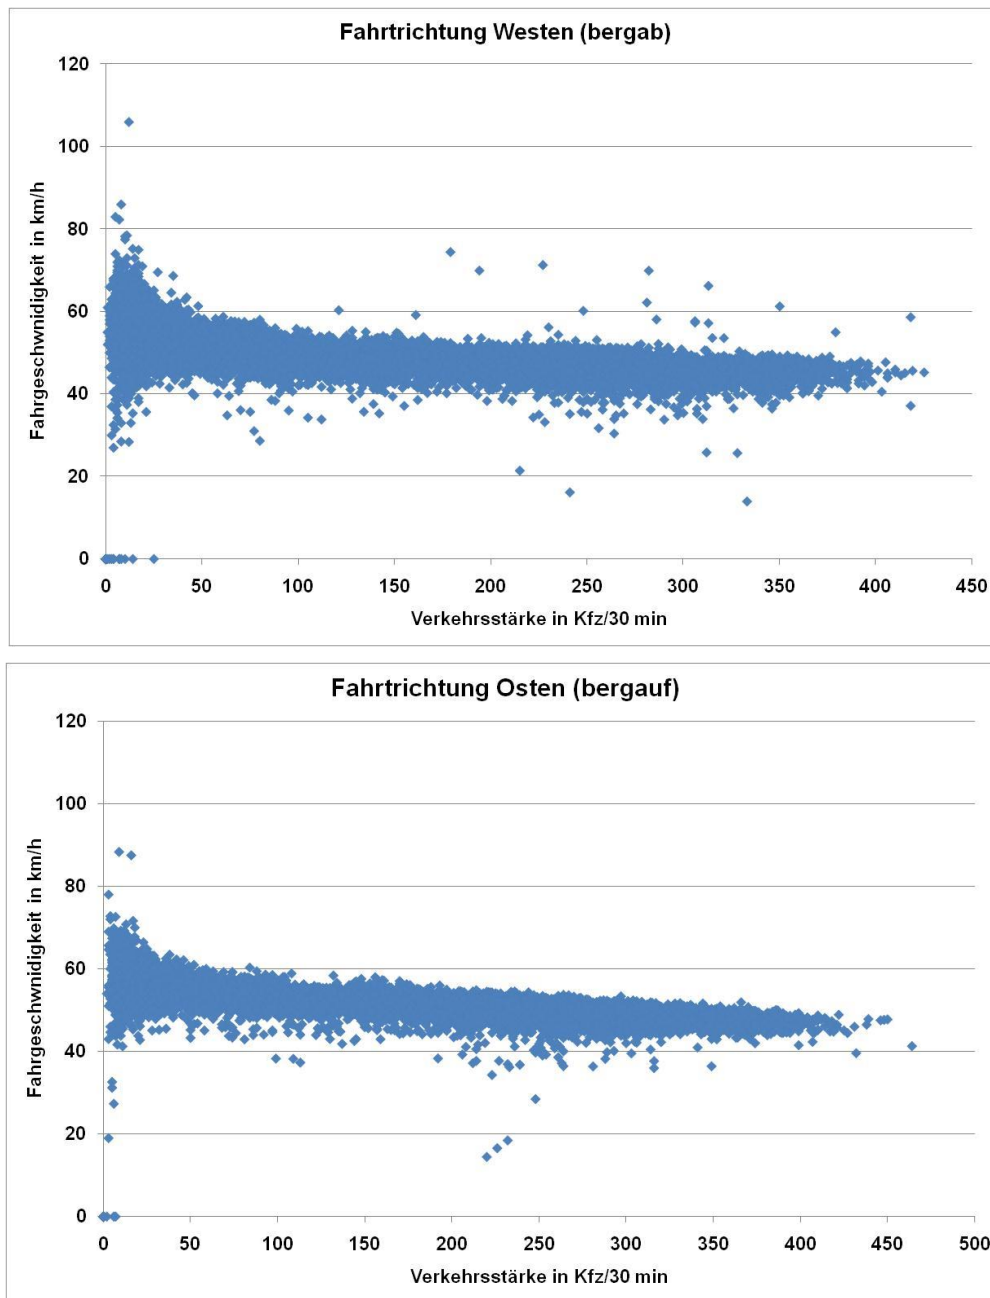 Fahrtrichtung Westen (bergab)
Fahrgeschwnidigkeit in km/h
120
100
80
60
40
20
0
0 50 100 150 200 250 300 350 400 450
Verkehrsstärke in Kfz/30 min
Fahrtrichtung Osten (bergauf)
Fahrgeschwnidigkeit in km/h
120
100
80
60
40
20
0
0 50 100 150 200 250 300 350 400 450 500
Verkehrsstärke in Kfz/30 min